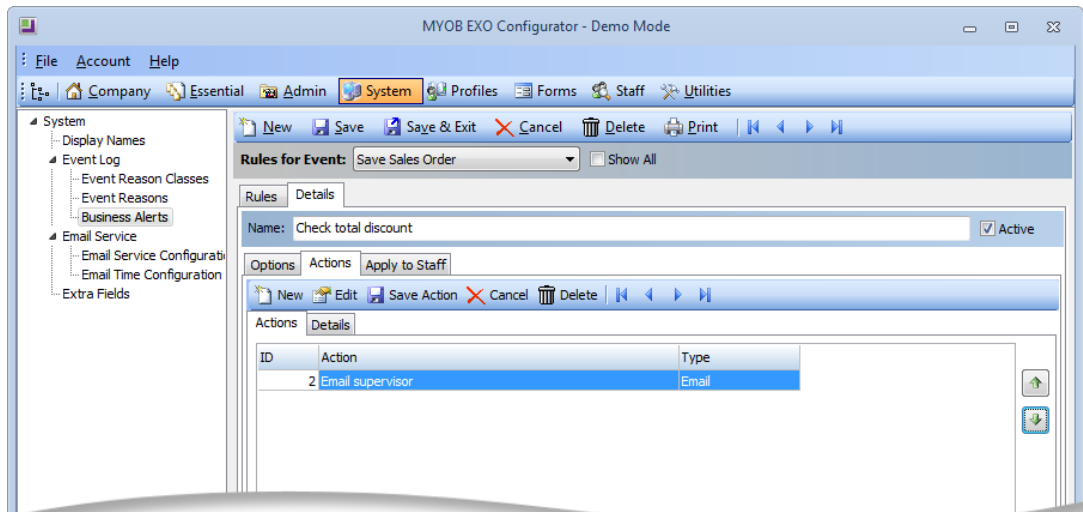 MYOB EXO Configurator - Demo Mode
File Account Help
Company Essential Admin System Profiles Forms Staff Utilities
System
Display Names
Event Log
Event Reason Classes
Event Reasons
Business Alerts
Email Service
Email Service Configurati
Email Time Configuration
Extra Fields
New Save Save & Exit Cancel Delete Print
Rules for Event: Save Sales Order Show All
Rules Details
Name: Check total discount Active
Options Actions Apply to Staff
New Edit Save Action Cancel Delete
Actions Details
ID Action Type
2 Email supervisor Email